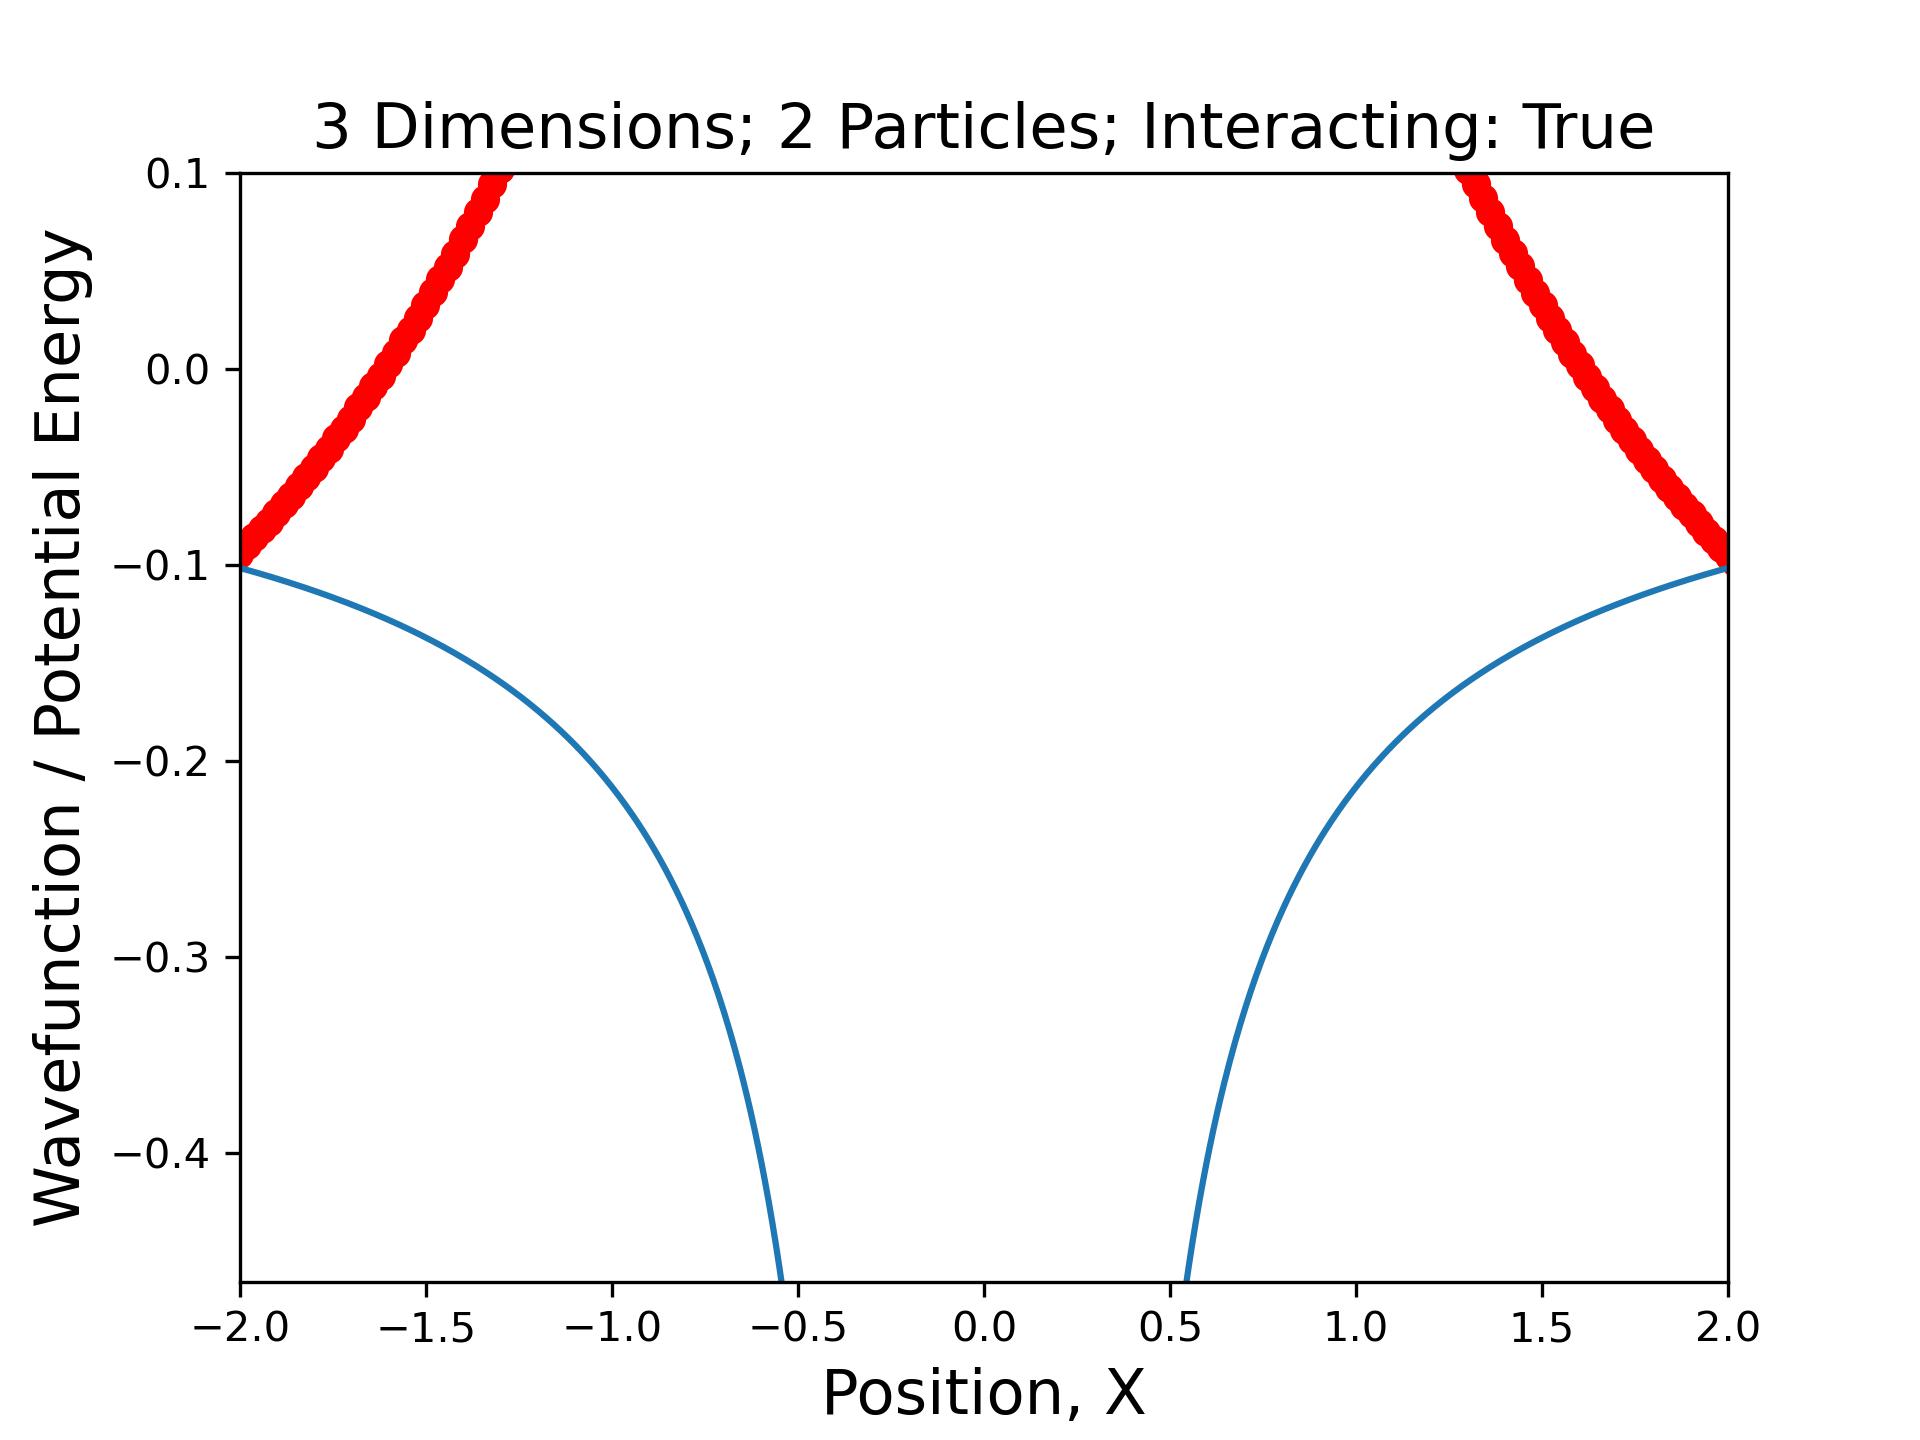 3 Dimensions; 2 Particles; Interacting: True
Wavefunction / Potential Energy
0.1
0.0
−0.1
−0.2
−0.3
−0.4
−2.0 −1.5 −1.0 −0.5 0.0 0.5 1.0 1.5 2.0
Position, X